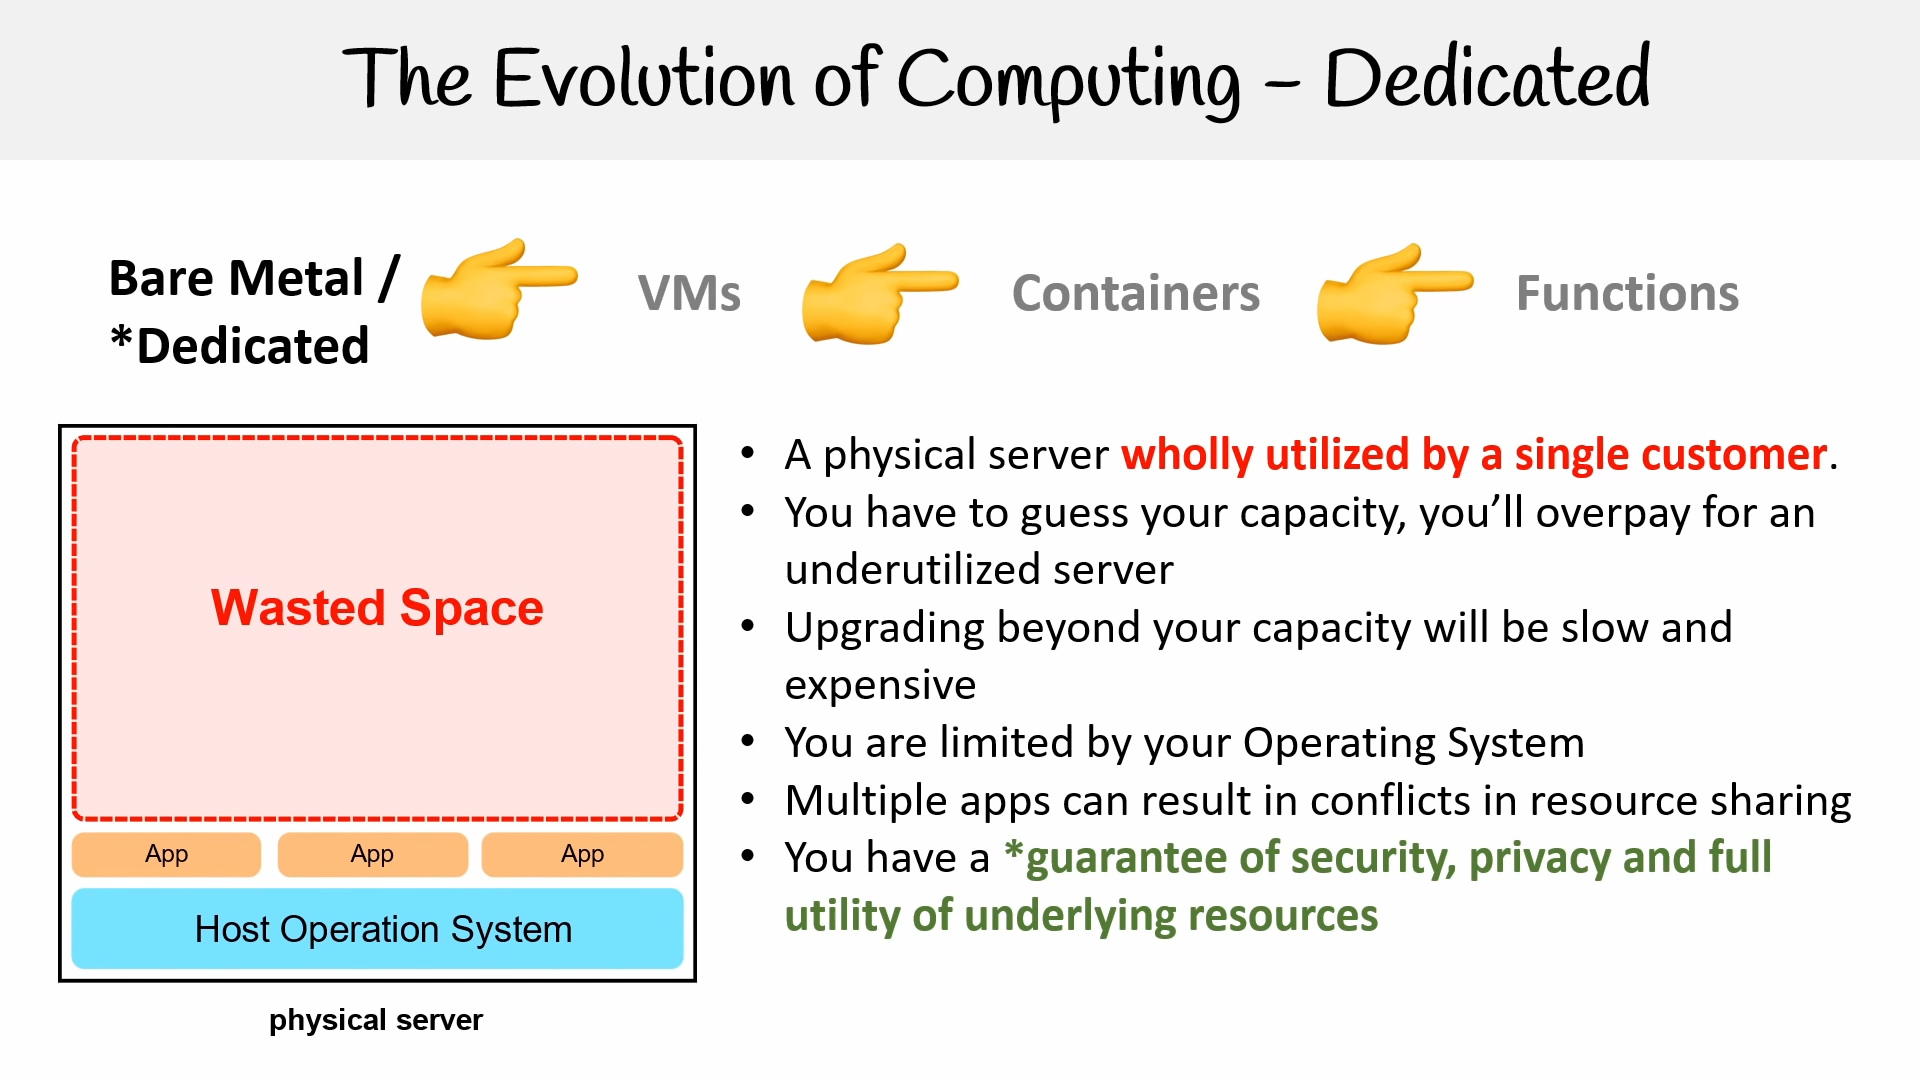 The Evolution of Computing – Dedicated
Bare Metal /
*Dedicated
VMs
Containers
Functions
Wasted Space
App
App
App
Host Operation System
physical server
• A physical server wholly utilized by a single customer.
• You have to guess your capacity, you’ll overpay for an
underutilized server
• Upgrading beyond your capacity will be slow and
expensive
• You are limited by your Operating System
• Multiple apps can result in conflicts in resource sharing
• You have a *guarantee of security, privacy and full
utility of underlying resources